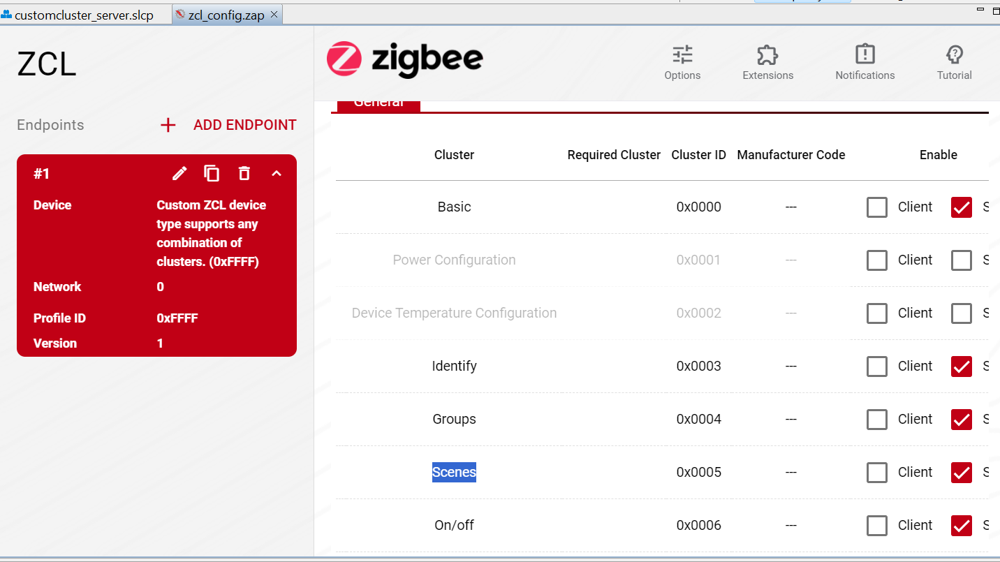 customcluster_server.slcp
zcl_config.zap
ZCL
zigbee
Options
Extensions
Notifications
Tutorial
Endpoints
ADD ENDPOINT
#1
Device
Custom ZCL device
type supports any
combination of
clusters. (0xFFFF)
Network
0
Profile ID
0xFFFF
Version
1
General
Cluster Required Cluster Cluster ID Manufacturer Code Enable
Basic 0x0000 --- Client S
Power Configuration 0x0001 --- Client S
Device Temperature Configuration 0x0002 --- Client S
Identify 0x0003 --- Client S
Groups 0x0004 --- Client S
Scenes 0x0005 --- Client S
On/off 0x0006 --- Client S